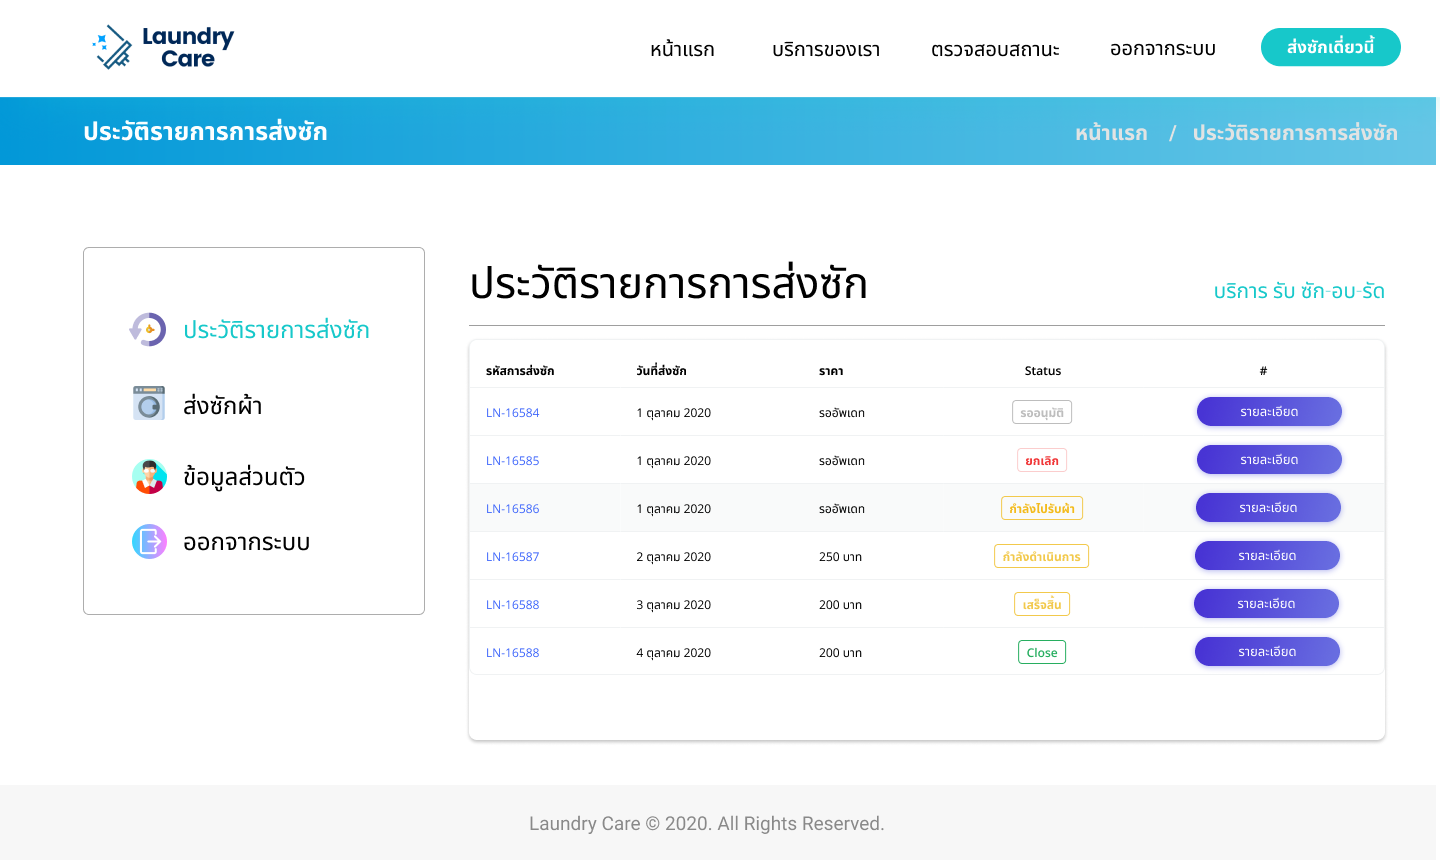 Laundry
Care
หน้าแรก บริการของเรา ตรวจสอบสถานะ ออกจากระบบ ส่งซักเดี่ยวนี้
ประวัติรายการการส่งซัก หน้าแรก / ประวัติรายการการส่งซัก
ประวัติรายการส่งซัก
ส่งซักผ้า
ข้อมูลส่วนตัว
ออกจากระบบ
ประวัติรายการการส่งซัก บริการ รับ ซัก-อบ-รัด
รหัสการส่งซัก วันที่ส่งซัก ราคา Status #
LN-16584 1 ตุลาคม 2020 รออัพเดท รออนุมัติ รายละเอียด
LN-16585 1 ตุลาคม 2020 รออัพเดท ยกเลิก รายละเอียด
LN-16586 1 ตุลาคม 2020 รออัพเดท กำลังไปรับผ้า รายละเอียด
LN-16587 2 ตุลาคม 2020 250 บาท กำลังดำเนินการ รายละเอียด
LN-16588 3 ตุลาคม 2020 200 บาท เสร็จสิ้น รายละเอียด
LN-16588 4 ตุลาคม 2020 200 บาท Close รายละเอียด
Laundry Care © 2020. All Rights Reserved.